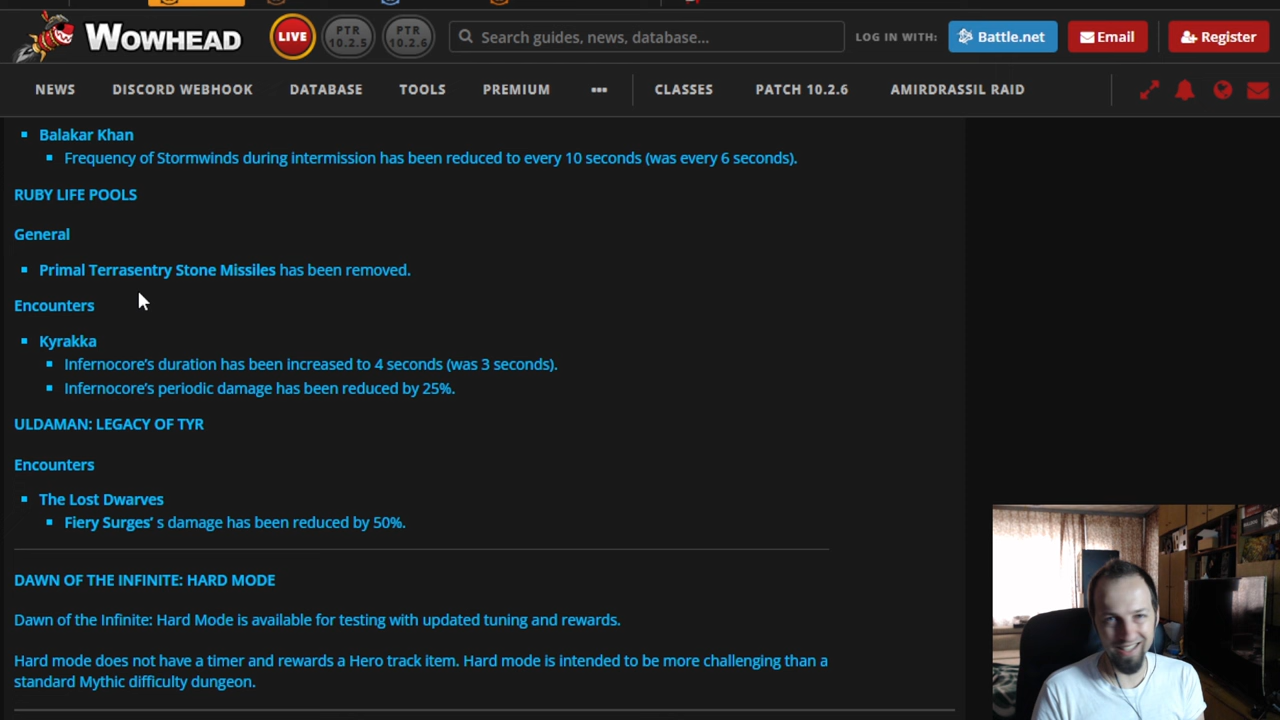 WOWHEAD
LIVE
PTR
10.2.5
PTR
10.2.6
Search guides, news, database...
LOG IN WITH:
Battle.net
Email
Register
NEWS
DISCORD WEBHOOK
DATABASE
TOOLS
PREMIUM
•••
CLASSES
PATCH 10.2.6
AMIRDRASSIL RAID
Balakar Khan
Frequency of Stormwinds during intermission has been reduced to every 10 seconds (was every 6 seconds).
RUBY LIFE POOLS
General
Primal Terrasentry Stone Missiles has been removed.
Encounters
Kyrakka
Infernocore's duration has been increased to 4 seconds (was 3 seconds).
Infernocore's periodic damage has been reduced by 25%.
ULDAMAN: LEGACY OF TYR
Encounters
The Lost Dwarves
Fiery Surges' s damage has been reduced by 50%.
DAWN OF THE INFINITE: HARD MODE
Dawn of the Infinite: Hard Mode is available for testing with updated tuning and rewards.
Hard mode does not have a timer and rewards a Hero track item. Hard mode is intended to be more challenging than a
standard Mythic difficulty dungeon.